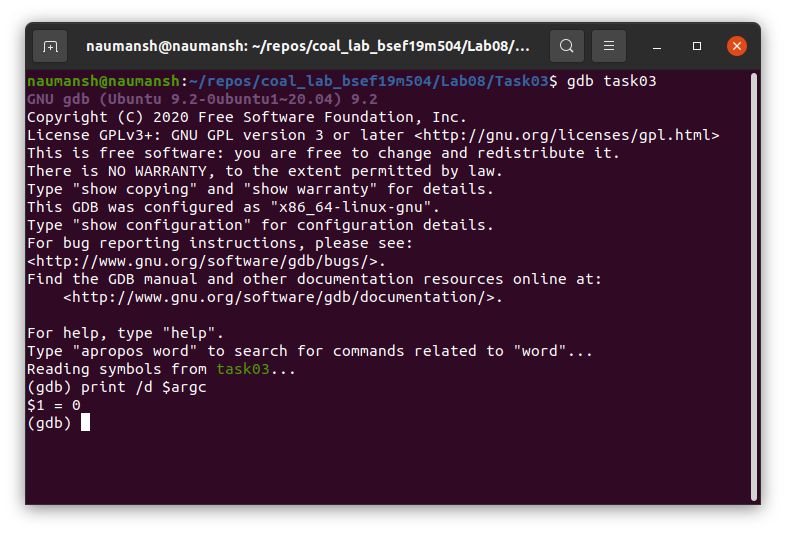 naumansh@naumansh: ~/repos/coal_lab_bsef19m504/Lab08/...
naumansh@naumansh:~/repos/coal_lab_bsef19m504/Lab08/Task03$ gdb task03
GNU gdb (Ubuntu 9.2-0ubuntu1~20.04) 9.2
Copyright (C) 2020 Free Software Foundation, Inc.
License GPLv3+: GNU GPL version 3 or later <http://gnu.org/licenses/gpl.html>
This is free software: you are free to change and redistribute it.
There is NO WARRANTY, to the extent permitted by law.
Type "show copying" and "show warranty" for details.
This GDB was configured as "x86_64-linux-gnu".
Type "show configuration" for configuration details.
For bug reporting instructions, please see:
<http://www.gnu.org/software/gdb/bugs/>.
Find the GDB manual and other documentation resources online at:
    <http://www.gnu.org/software/gdb/documentation/>.

For help, type "help".
Type "apropos word" to search for commands related to "word"...
Reading symbols from task03...
(gdb) print /d $argc
$1 = 0
(gdb)